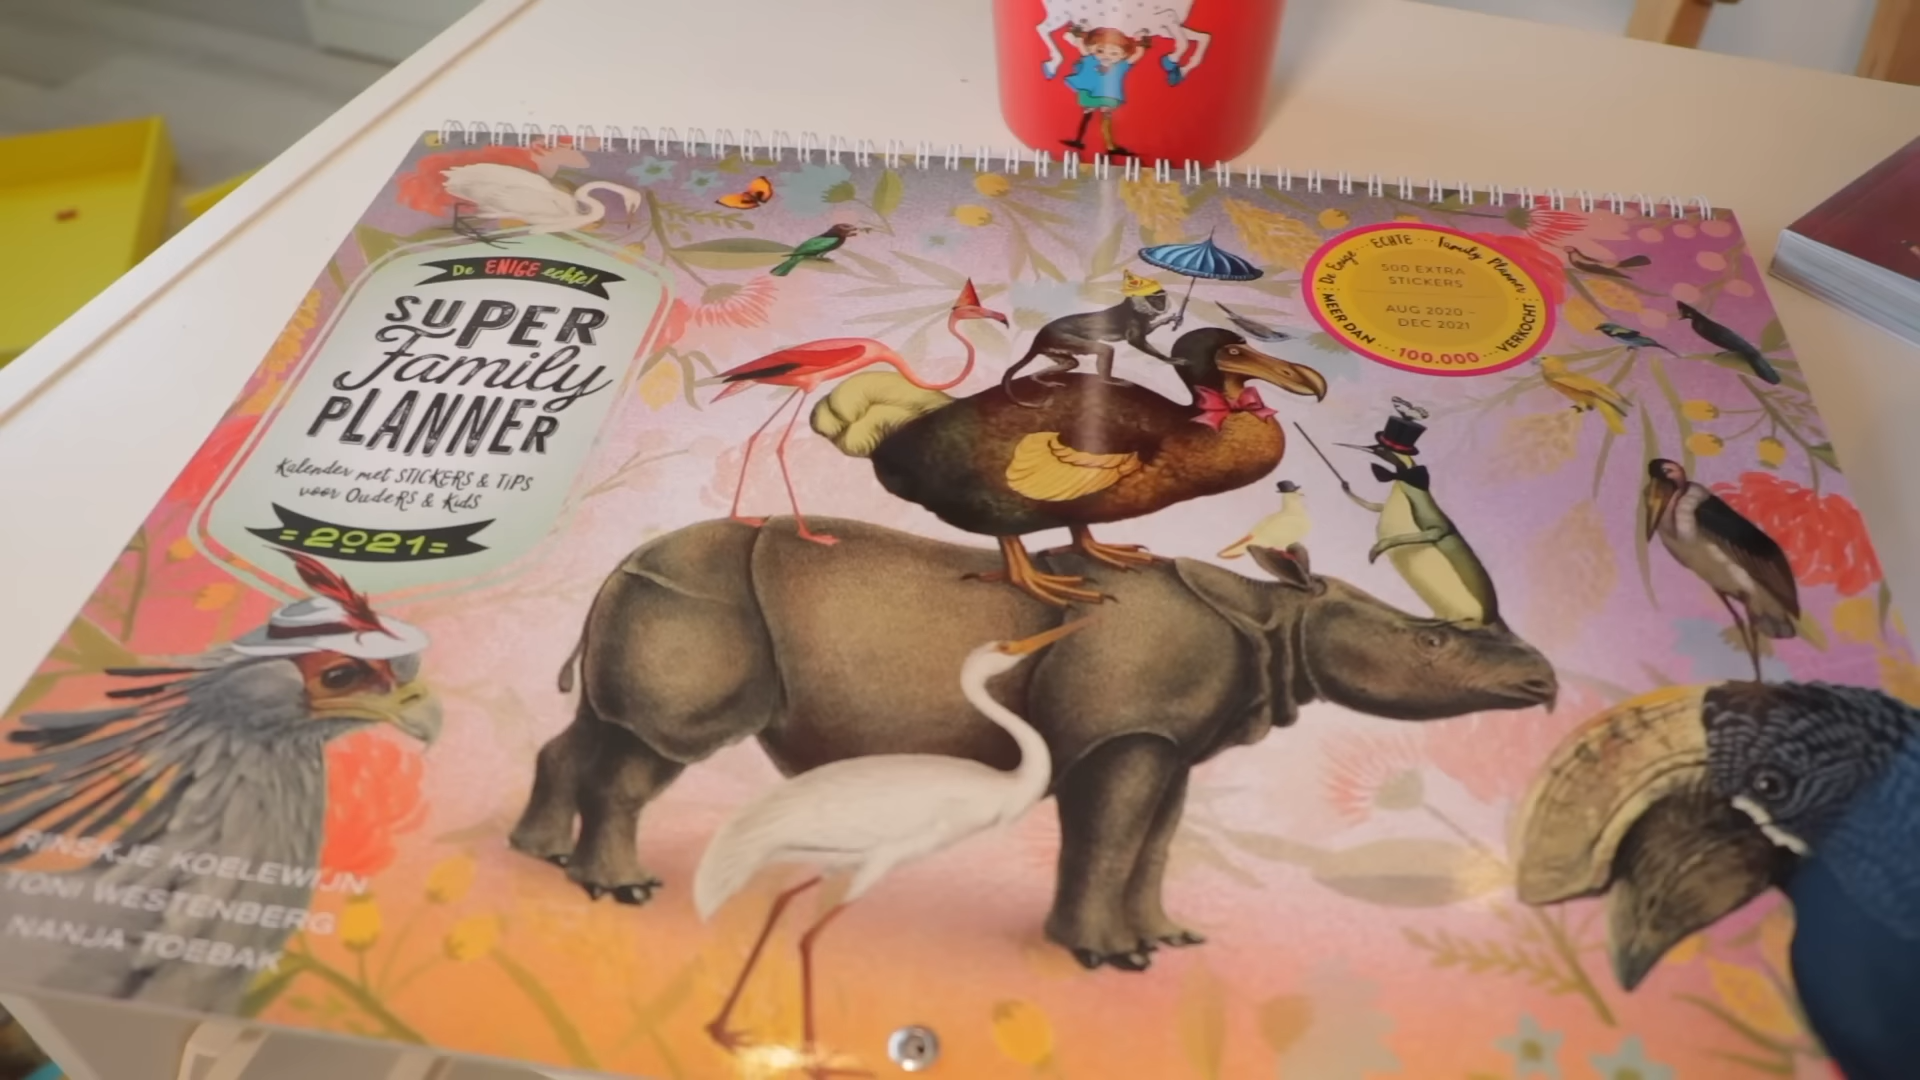 De ENIGE echte!
SUPER
Family
PLANNER
Kalender met STICKERS & TIPS
voor OudeRS & Kids
=2021=
De Enige ECHTE Family Planner
500 EXTRA
STICKERS
AUG 2020 –
DEC 2021
MEER DAN 100.000 VERKOCHT
RINSKJE KOELEWIJN
TONI WESTENBERG
NANJA TOEBAK